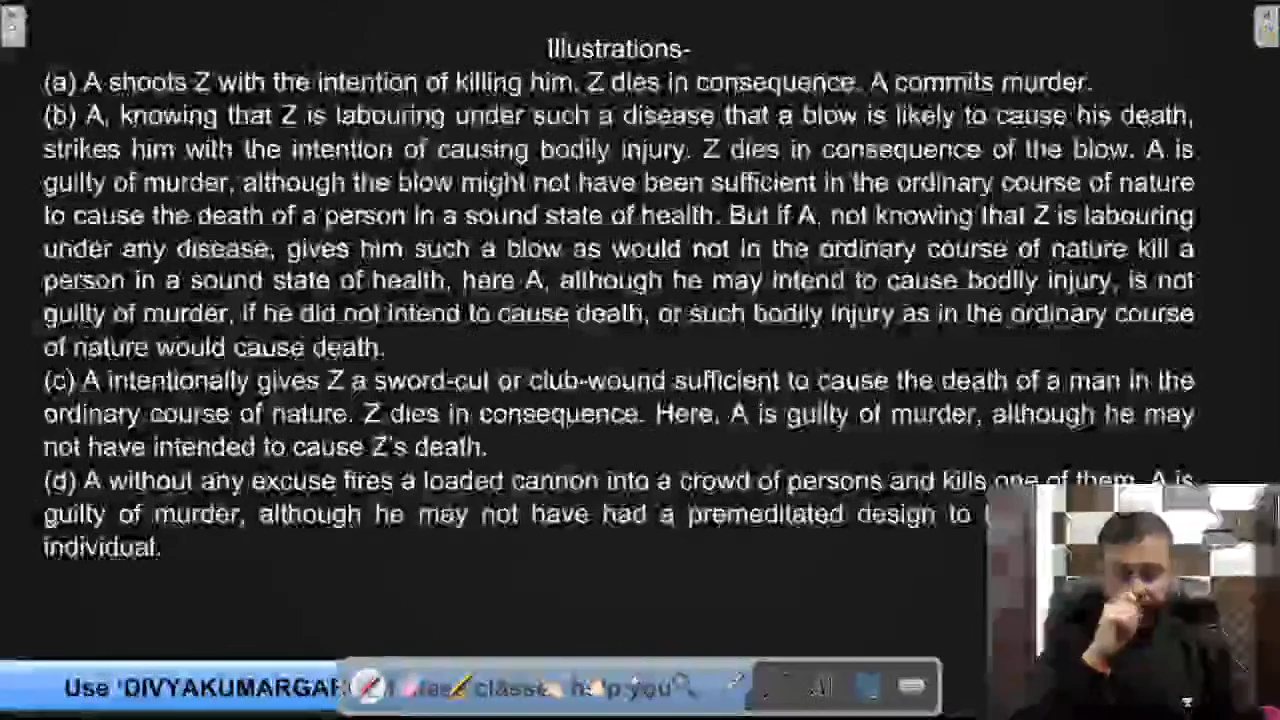 Illustrations-
(a) A shoots Z with the intention of killing him. Z dies in consequence. A commits murder.
(b) A, knowing that Z is labouring under such a disease that a blow is likely to cause his death,
strikes him with the intention of causing bodily injury. Z dies in consequence of the blow. A is
guilty of murder, although the blow might not have been sufficient in the ordinary course of nature
to cause the death of a person in a sound state of health. But if A, not knowing that Z is labouring
under any disease, gives him such a blow as would not in the ordinary course of nature kill a
person in a sound state of health, here A, although he may intend to cause bodily injury, is not
guilty of murder, if he did not intend to cause death, or such bodily injury as in the ordinary course
of nature would cause death.
(c) A intentionally gives Z a sword-cut or club-wound sufficient to cause the death of a man in the
ordinary course of nature. Z dies in consequence. Here, A is guilty of murder, although he may
not have intended to cause Z's death.
(d) A without any excuse fires a loaded cannon into a crowd of persons and kills one of them. A is
guilty of murder, although he may not have had a premeditated design to
individual.
Use 'DIVYAKUMARGAR help you